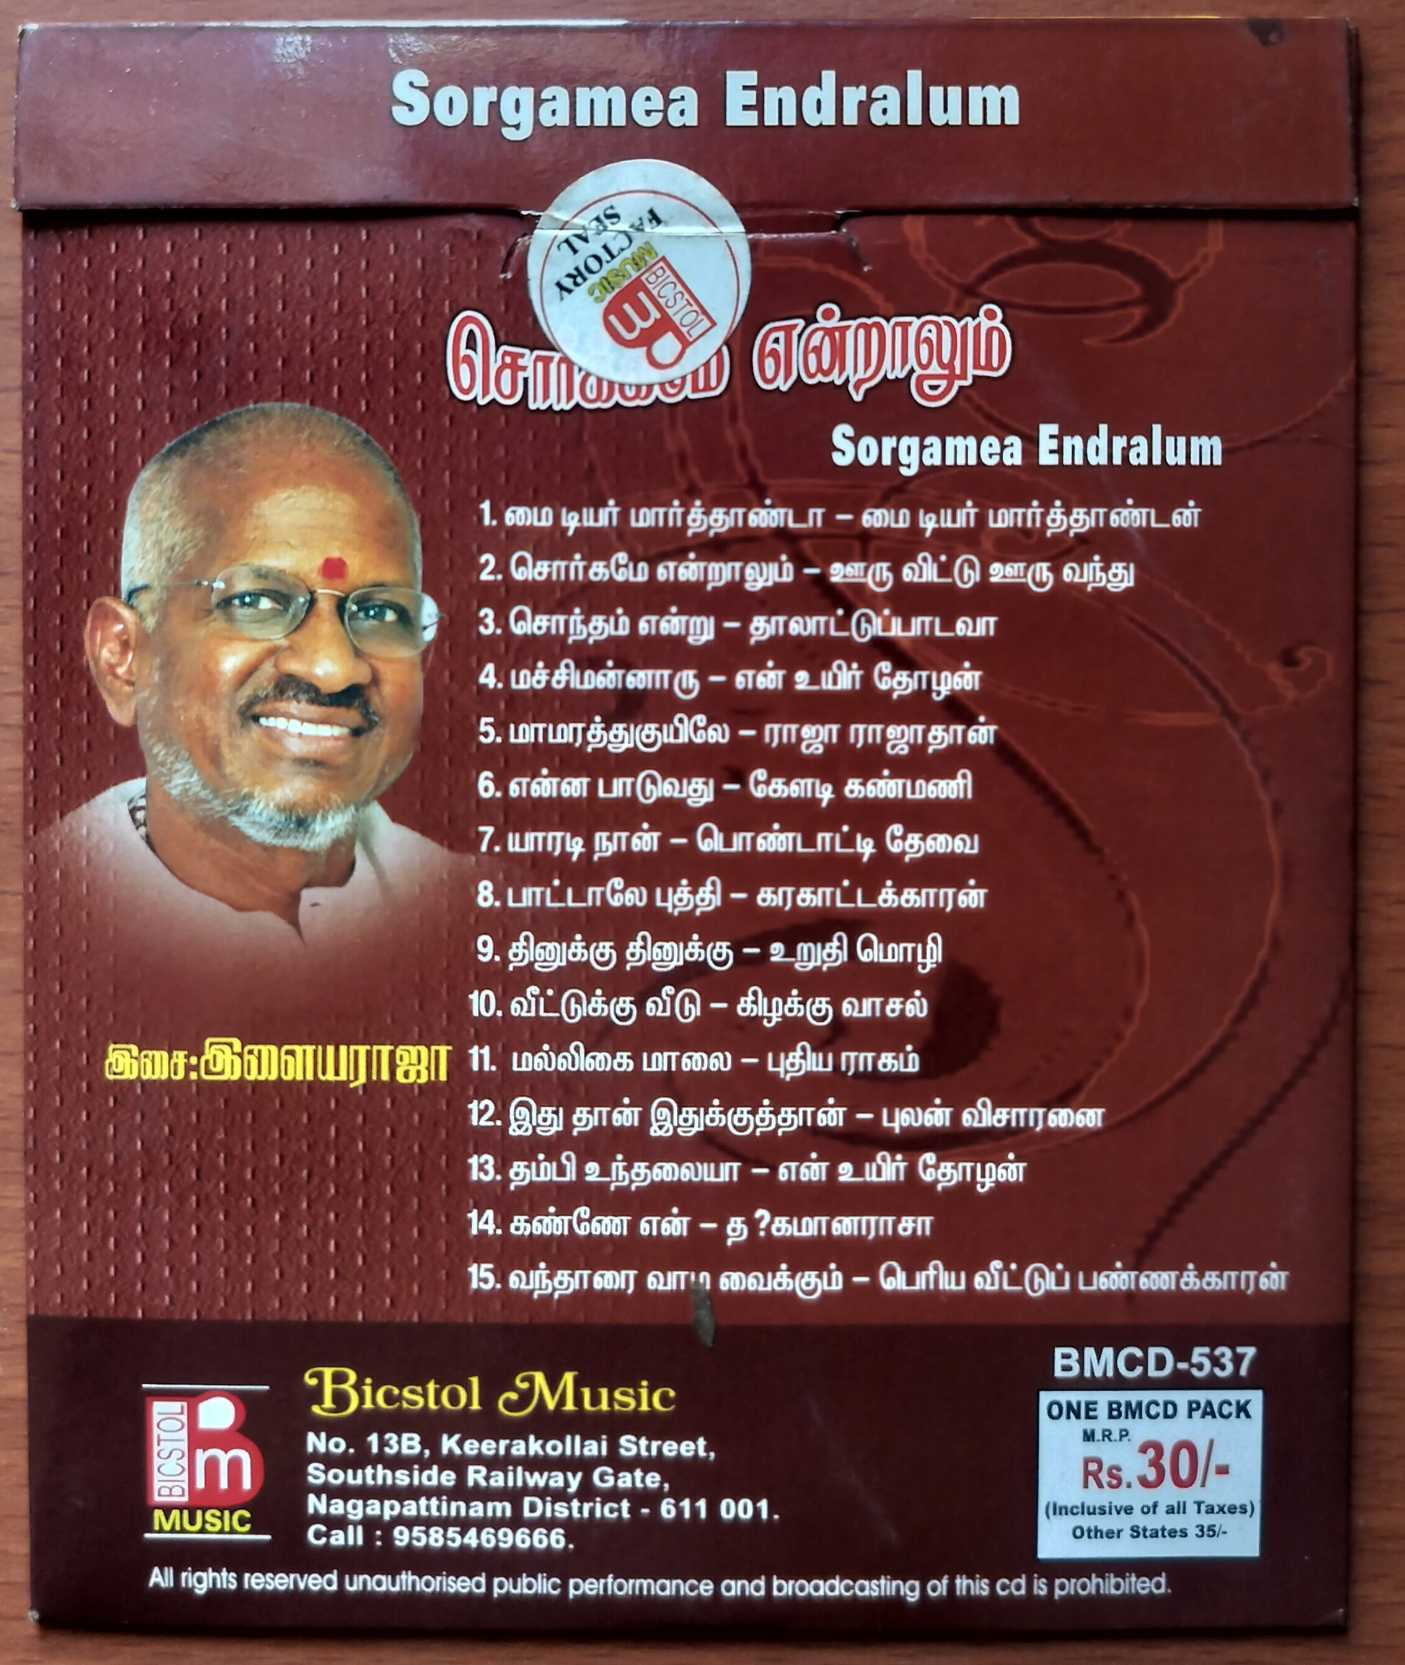 Sorgamea Endralum
FACTORY
SEAL
BICSTOL
MUSIC
என்றாலும்
Sorgamea Endralum
1. மை டியர் மார்த்தாண்டா – மை டியர் மார்த்தாண்டன்
2. சொர்கமே என்றாலும் – ஊரு விட்டு ஊரு வந்து
3. சொந்தம் என்று – தாலாட்டுப்பாடவா
4. மச்சிமன்னாரு – என் உயிர் தோழன்
5. மாமரத்துகுயிலே – ராஜா ராஜாதான்
6. என்ன பாடுவது – கேளடி கண்மணி
7. யாரடி நான் – பொண்டாட்டி தேவை
8. பாட்டாலே புத்தி – கரகாட்டக்காரன்
9. தினுக்கு தினுக்கு – உறுதி மொழி
10. வீட்டுக்கு வீடு – கிழக்கு வாசல்
இசை:இளையராஜா
11. மல்லிகை மாலை – புதிய ராகம்
12. இது தான் இதுக்குத்தான் – புலன் விசாரனை
13. தம்பி உந்தலையா – என் உயிர் தோழன்
14. கண்ணே என் – த?கமானராசா
15. வந்தாரை வாழ வைக்கும் – பெரிய வீட்டுப் பண்ணக்காரன்
BICSTOL
Bm
MUSIC
Bicstol Music
No. 13B, Keerakollai Street,
Southside Railway Gate,
Nagapattinam District - 611 001.
Call : 9585469666.
BMCD-537
ONE BMCD PACK
M.R.P.
Rs.30/-
(Inclusive of all Taxes)
Other States 35/-
All rights reserved unauthorised public performance and broadcasting of this cd is prohibited.